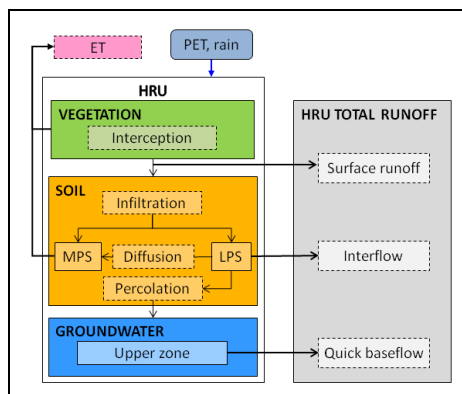 ET
PET, rain
HRU
VEGETATION
Interception
HRU TOTAL RUNOFF
Surface runoff
SOIL
Infiltration
MPS
Diffusion
LPS
Interflow
Percolation
GROUNDWATER
Upper zone
Quick baseflow